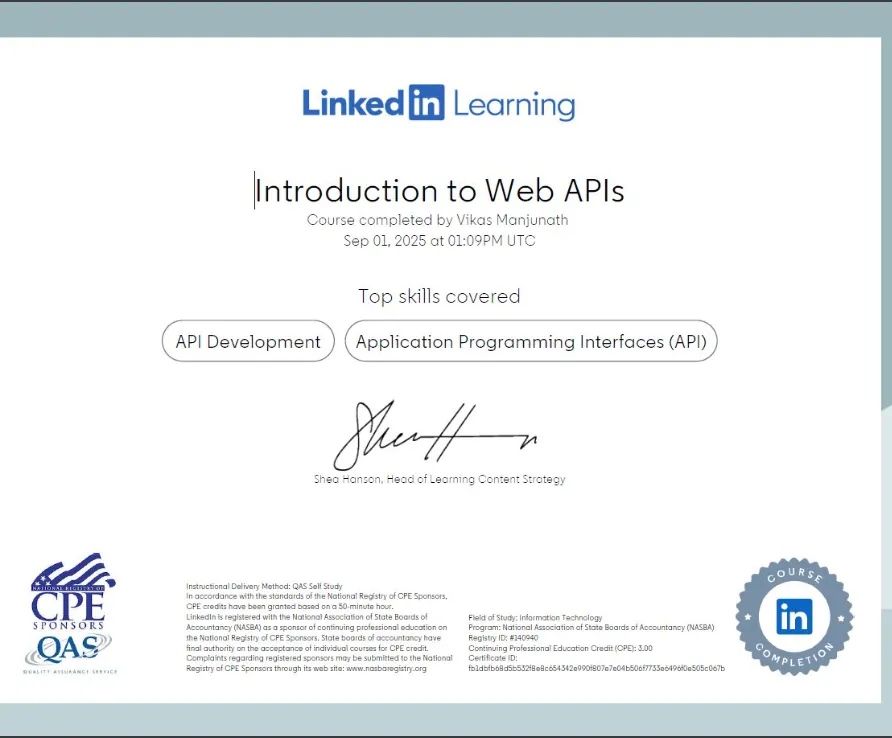 LinkedIn Learning
Introduction to Web APIs
Course completed by Vikas Manjunath
Sep 01, 2025 at 01:09PM UTC
Top skills covered
API Development
Application Programming Interfaces (API)
Shea Hanson, Head of Learning Content Strategy
NATIONAL REGISTRY OF
CPE
SPONSORS
QAS
QUALITY ASSURANCE SERVICE
Instructional Delivery Method: QAS Self Study
In accordance with the standards of the National Registry of CPE Sponsors,
CPE credits have been granted based on a 50-minute hour.
LinkedIn is registered with the National Association of State Boards of
Accountancy (NASBA) as a sponsor of continuing professional education on
the National Registry of CPE Sponsors. State boards of accountancy have
final authority on the acceptance of individual courses for CPE credit.
Complaints regarding registered sponsors may be submitted to the National
Registry of CPE Sponsors through its web site: www.nasbaregistry.org
Field of Study: Information Technology
Program: National Association of State Boards of Accountancy (NASBA)
Registry ID: #140940
Continuing Professional Education Credit (CPE): 3.00
Certificate ID:
COURSE
in
COMPLETION